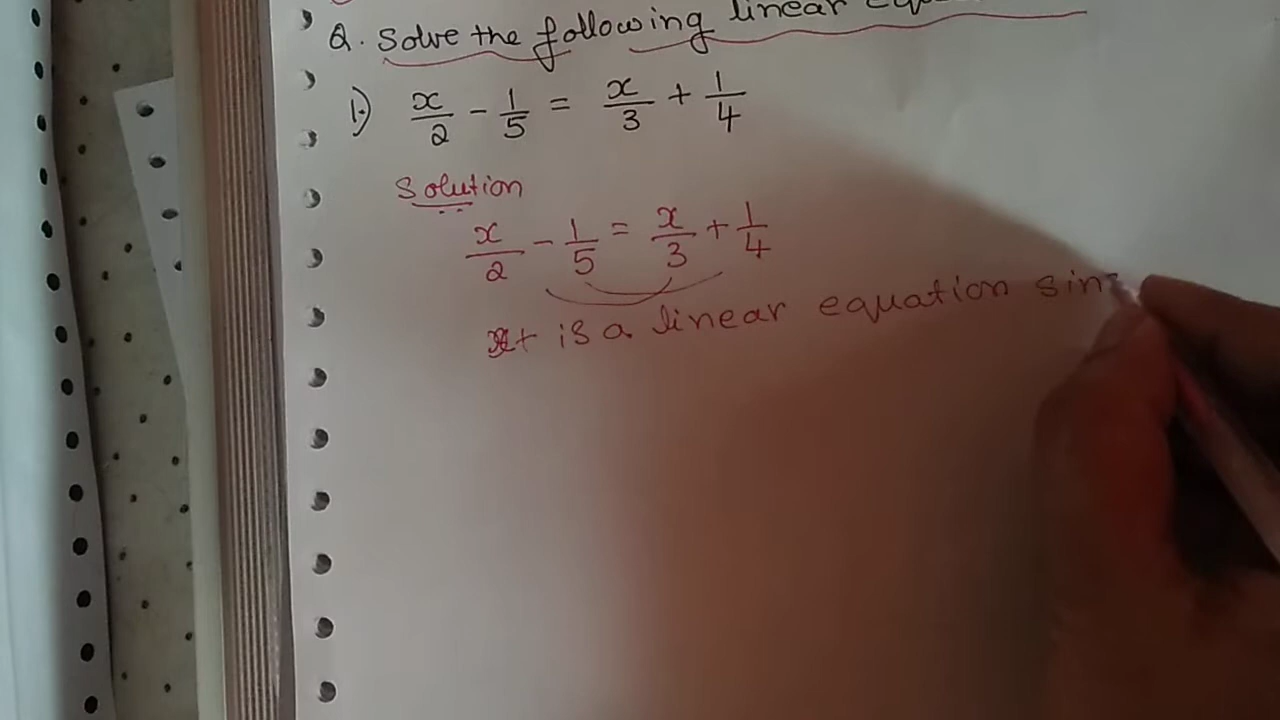 Q. Solve the following linear
1.) x/2 - 1/5 = x/3 + 1/4
Solution
x/2 - 1/5 = x/3 + 1/4
It is a linear equation sin